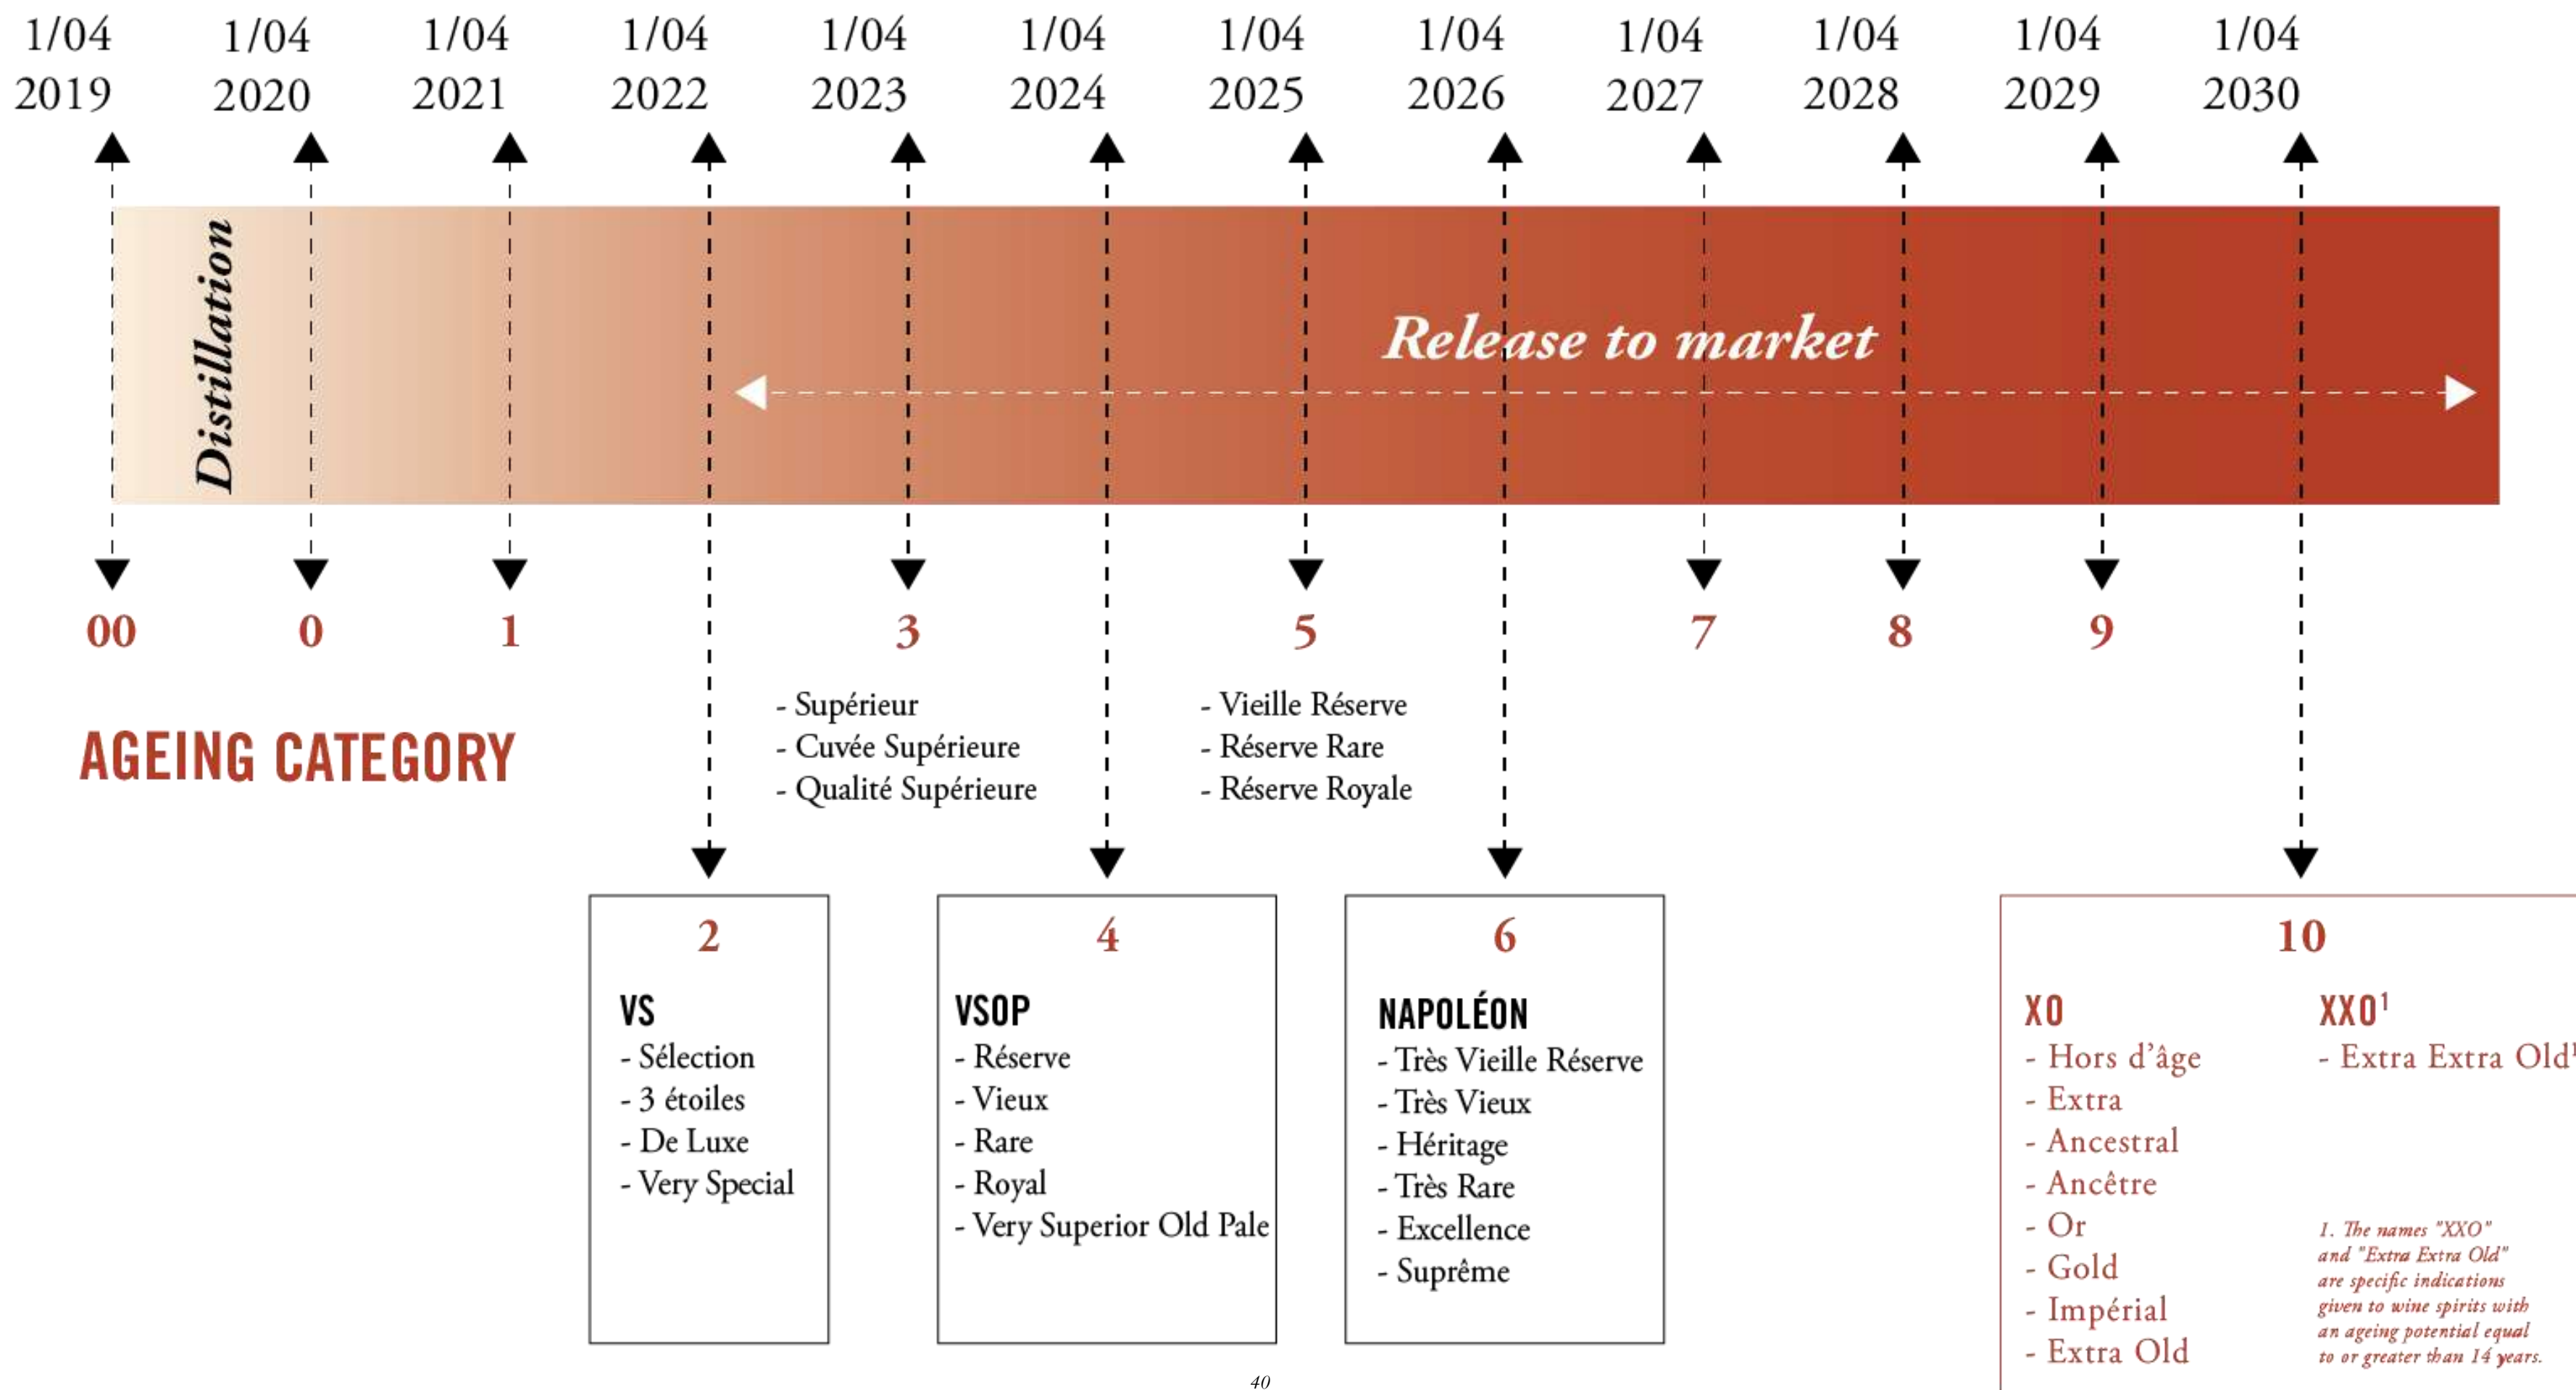 1/04 1/04 1/04 1/04 1/04 1/04 1/04 1/04 1/04 1/04 1/04 1/04
2019 2020 2021 2022 2023 2024 2025 2026 2027 2028 2029 2030
Distillation
Release to market
00 0 1 3 5 7 8 9
AGEING CATEGORY
- Supérieur
- Cuvée Supérieure
- Qualité Supérieure
- Vieille Réserve
- Réserve Rare
- Réserve Royale
2
VS
- Sélection
- 3 étoiles
- De Luxe
- Very Special
4
VSOP
- Réserve
- Vieux
- Rare
- Royal
- Very Superior Old Pale
6
NAPOLÉON
- Très Vieille Réserve
- Très Vieux
- Héritage
- Très Rare
- Excellence
- Suprême
10
XO
- Hors d'âge
- Extra
- Ancestral
- Ancêtre
- Or
- Gold
- Impérial
- Extra Old
XXO¹
- Extra Extra Old¹
1. The names "XXO"
and "Extra Extra Old"
are specific indications
given to wine spirits with
an ageing potential equal
to or greater than 14 years.
40